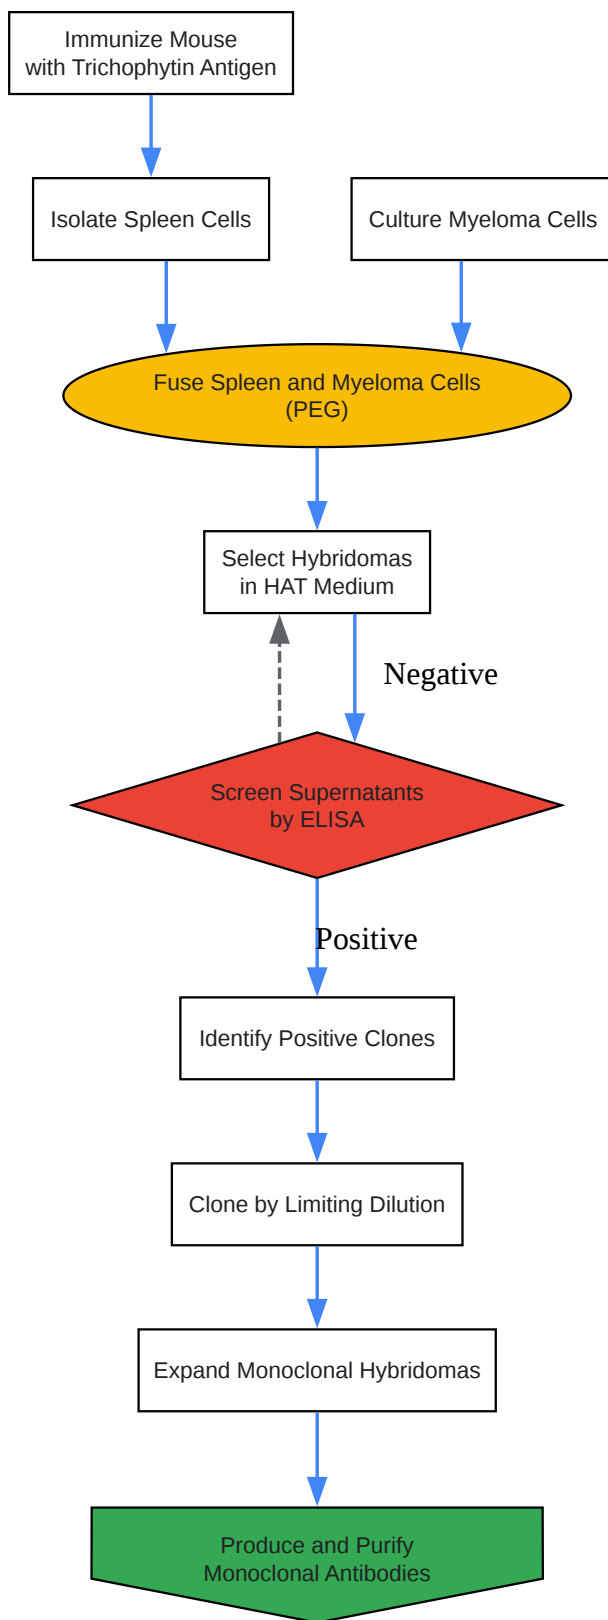 Immunize Mouse
with Trichophytin Antigen
Isolate Spleen Cells
Culture Myeloma Cells
Fuse Spleen and Myeloma Cells
(PEG)
Select Hybridomas
in HAT Medium
Negative
Screen Supernatants
by ELISA
Positive
Identify Positive Clones
Clone by Limiting Dilution
Expand Monoclonal Hybridomas
Produce and Purify
Monoclonal Antibodies